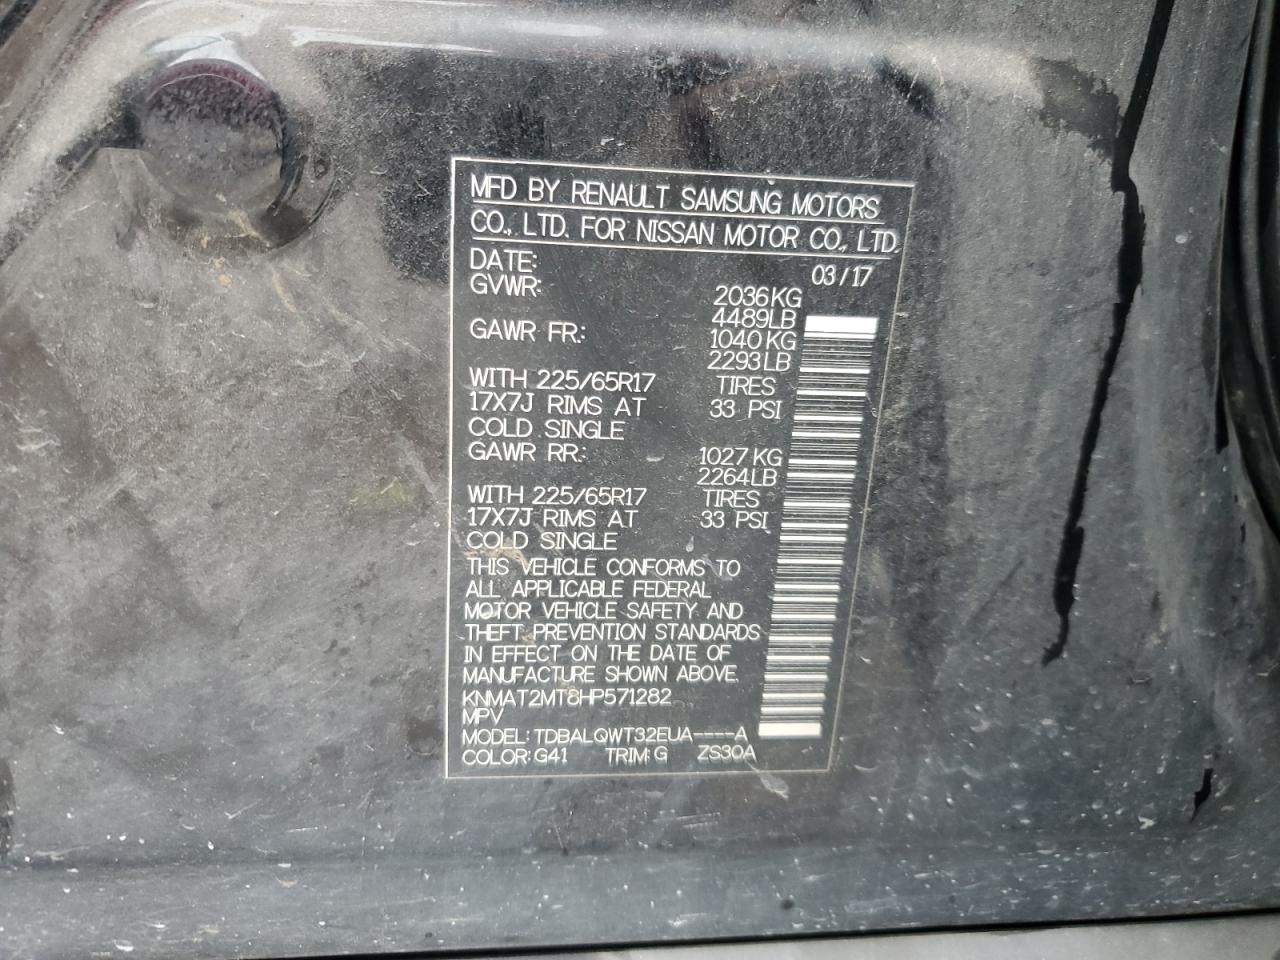 MFD BY RENAULT SAMSUNG MOTORS
CO., LTD. FOR NISSAN MOTOR CO., LTD.
DATE: 03/17
GVWR: 2036KG
4489LB
GAWR FR: 1040KG
2293LB
WITH 225/65R17 TIRES
17X7J RIMS AT 33 PSI
COLD SINGLE
GAWR RR: 1027KG
2264LB
WITH 225/65R17 TIRES
17X7J RIMS AT 33 PSI
COLD SINGLE
THIS VEHICLE CONFORMS TO
ALL APPLICABLE FEDERAL
MOTOR VEHICLE SAFETY AND
THEFT PREVENTION STANDARDS
IN EFFECT ON THE DATE OF
MANUFACTURE SHOWN ABOVE.
KNMAT2MT8HP571282
MPV
MODEL: TDBALQWT32EUA----A
COLOR: G41 TRIM: G ZS30A